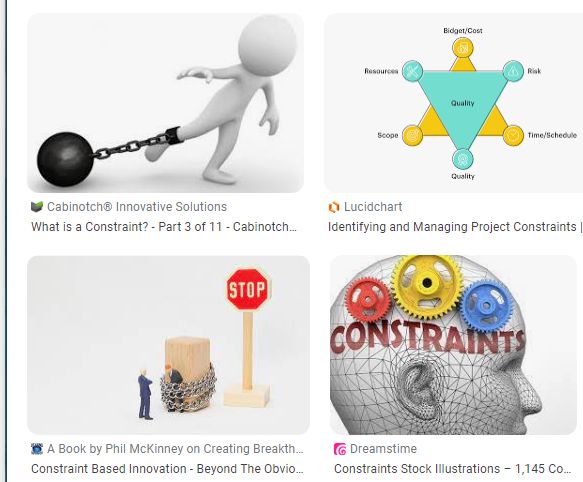 Bidget/Cost
Resources
Risk
Quality
Scope
Time/Schedule
Quality
Cabinotch® Innovative Solutions
Lucidchart
What is a Constraint? - Part 3 of 11 - Cabinotch...
Identifying and Managing Project Constraints |
STOP
CONSTRAINTS
A Book by Phil McKinney on Creating Breakth...
Dreamstime
Constraint Based Innovation - Beyond The Obvio...
Constraints Stock Illustrations – 1,145 Co...